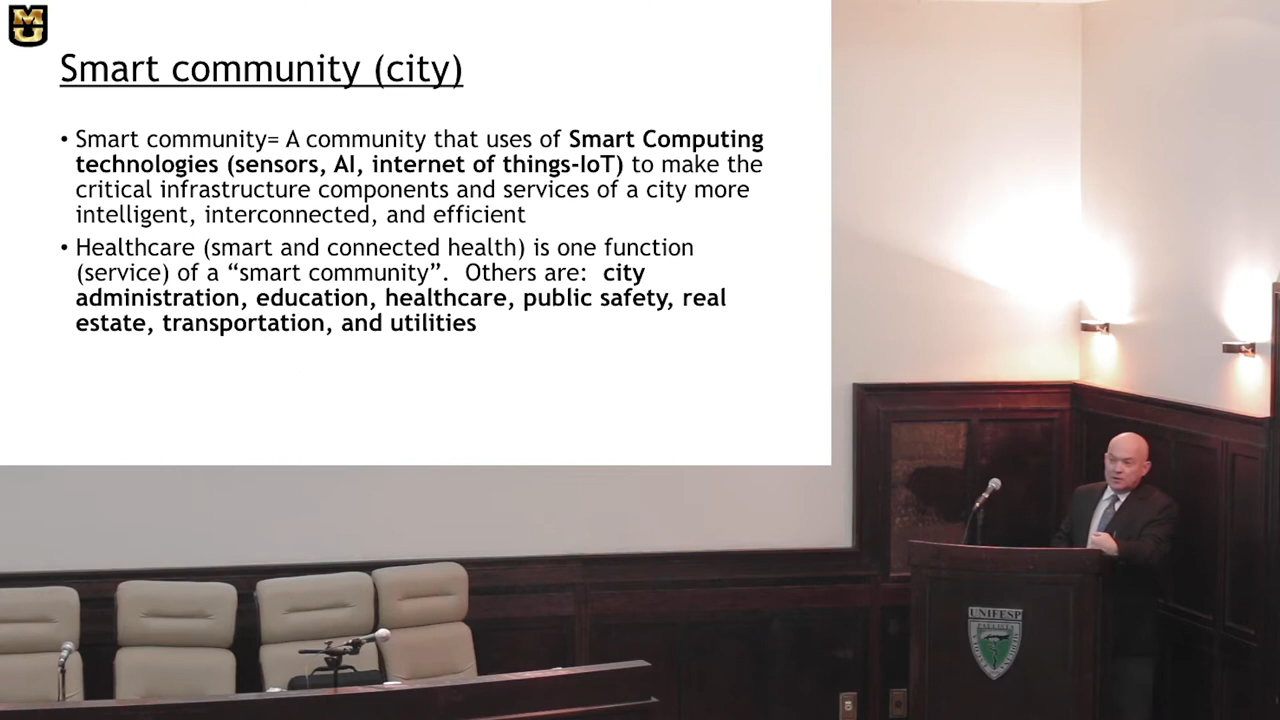 MU
Smart community (city)
• Smart community= A community that uses of Smart Computing
technologies (sensors, AI, internet of things-IoT) to make the
critical infrastructure components and services of a city more
intelligent, interconnected, and efficient
• Healthcare (smart and connected health) is one function
(service) of a “smart community”.  Others are:  city
administration, education, healthcare, public safety, real
estate, transportation, and utilities
UNIFESP